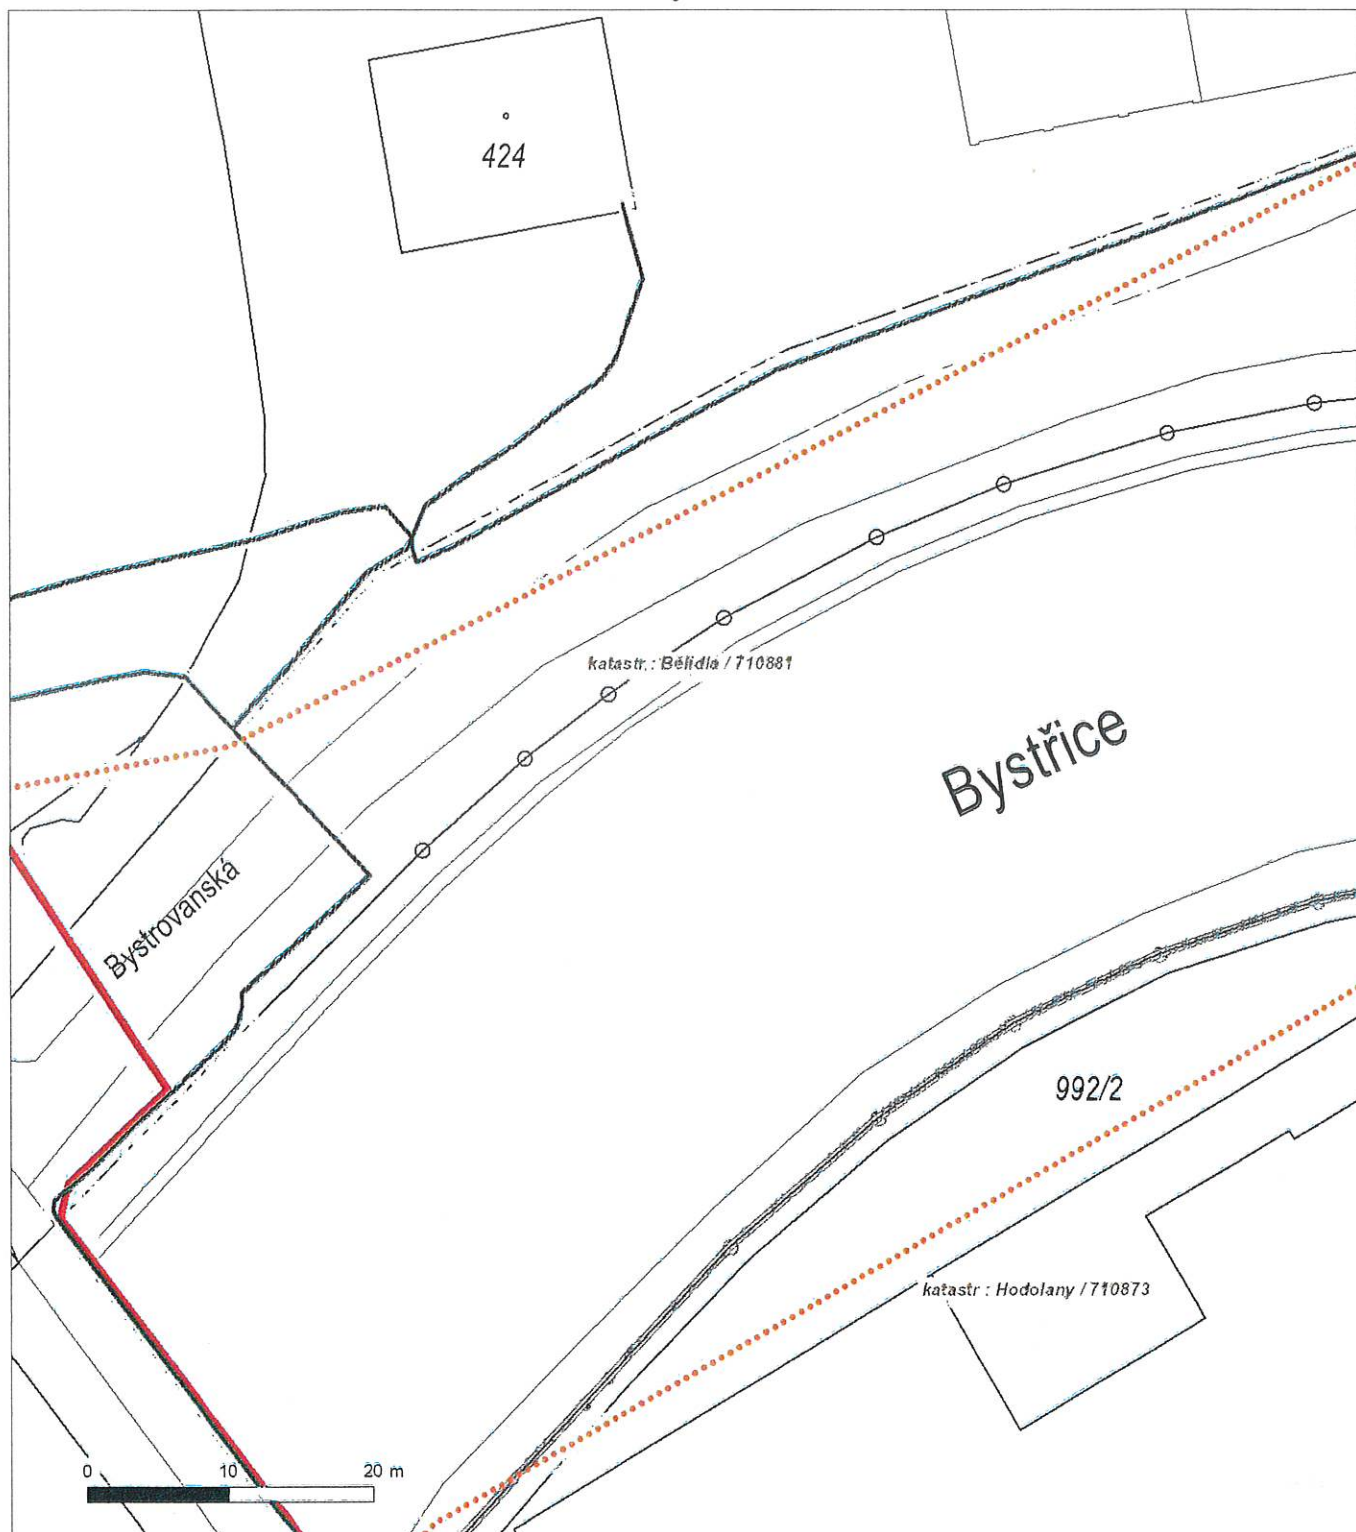 424
katastr : Bělidla / 710881
Bystřice
Bystrovanská
992/2
katastr : Hodolany / 710873
0 10 20 m